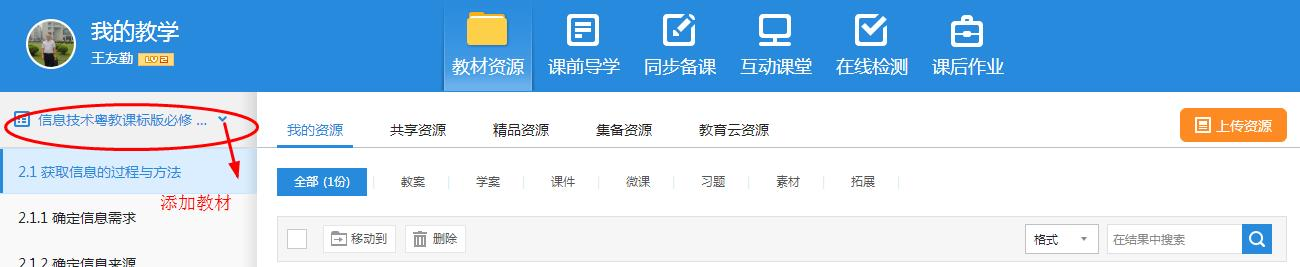 我的教学
王友勤 LV2
教材资源 课前导学 同步备课 互动课堂 在线检测 课后作业
信息技术粤教课标版必修 ...
2.1 获取信息的过程与方法
添加教材
2.1.1 确定信息需求
2.1.2 确定信息来源
我的资源 共享资源 精品资源 集备资源 教育云资源
上传资源
全部 (1份) 教案 学案 课件 微课 习题 素材 拓展
移动到 删除 格式 在结果中搜索